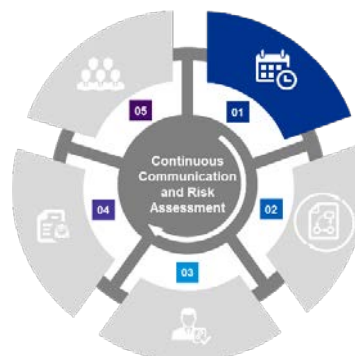 05
01
Continuous
Communication
and Risk
Assessment
04
02
03